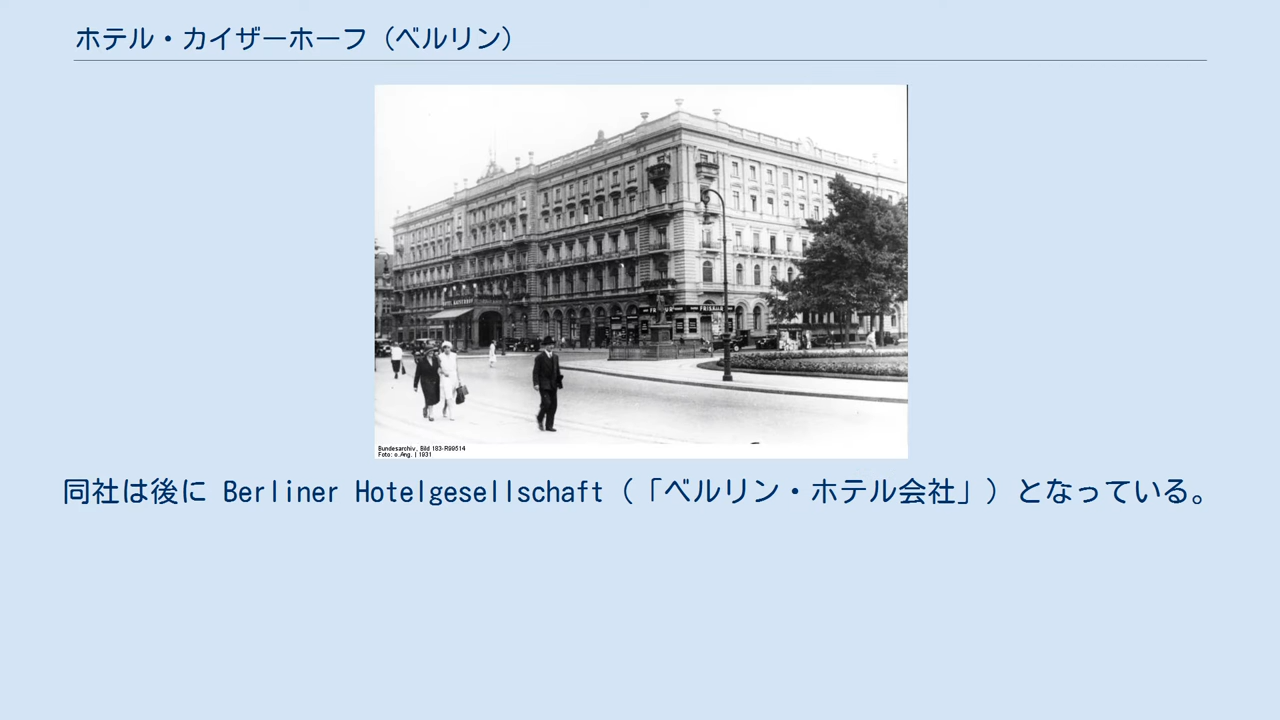 ホテル・カイザーホーフ（ベルリン）
FRISEUR
Bundesarchiv, Bild 183-R99514
Foto: o.Ang. | 1931
同社は後に Berliner Hotelgesellschaft（「ベルリン・ホテル会社」）となっている。